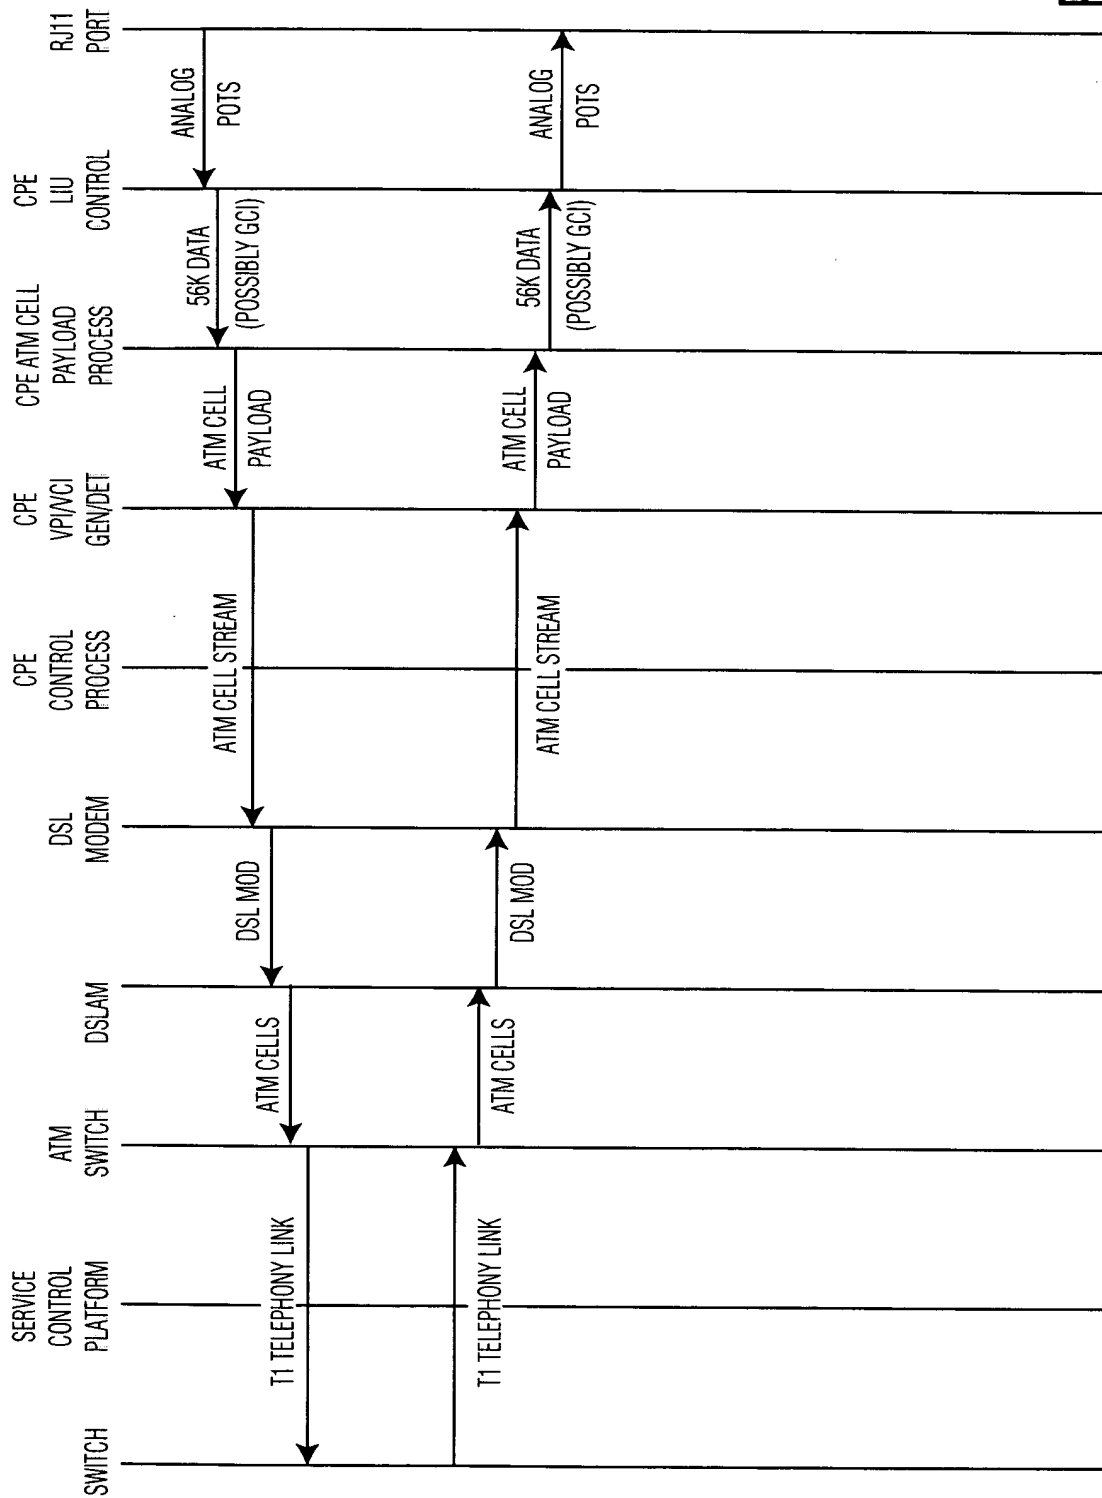 SWITCH
SERVICE
CONTROL
PLATFORM
ATM
SWITCH
DSLAM
DSL
MODEM
CPE
CONTROL
PROCESS
CPE
VPI/VCI
GEN/DET
CPE ATM CELL
PAYLOAD
PROCESS
CPE
LIU
CONTROL
RJ11
PORT
ANALOG
POTS
56K DATA
(POSSIBLY GCI)
ATM CELL
PAYLOAD
ATM CELL STREAM
DSL MOD
ATM CELLS
T1 TELEPHONY LINK
T1 TELEPHONY LINK
ATM CELLS
DSL MOD
ATM CELL STREAM
ATM CELL
PAYLOAD
56K DATA
(POSSIBLY GCI)
ANALOG
POTS